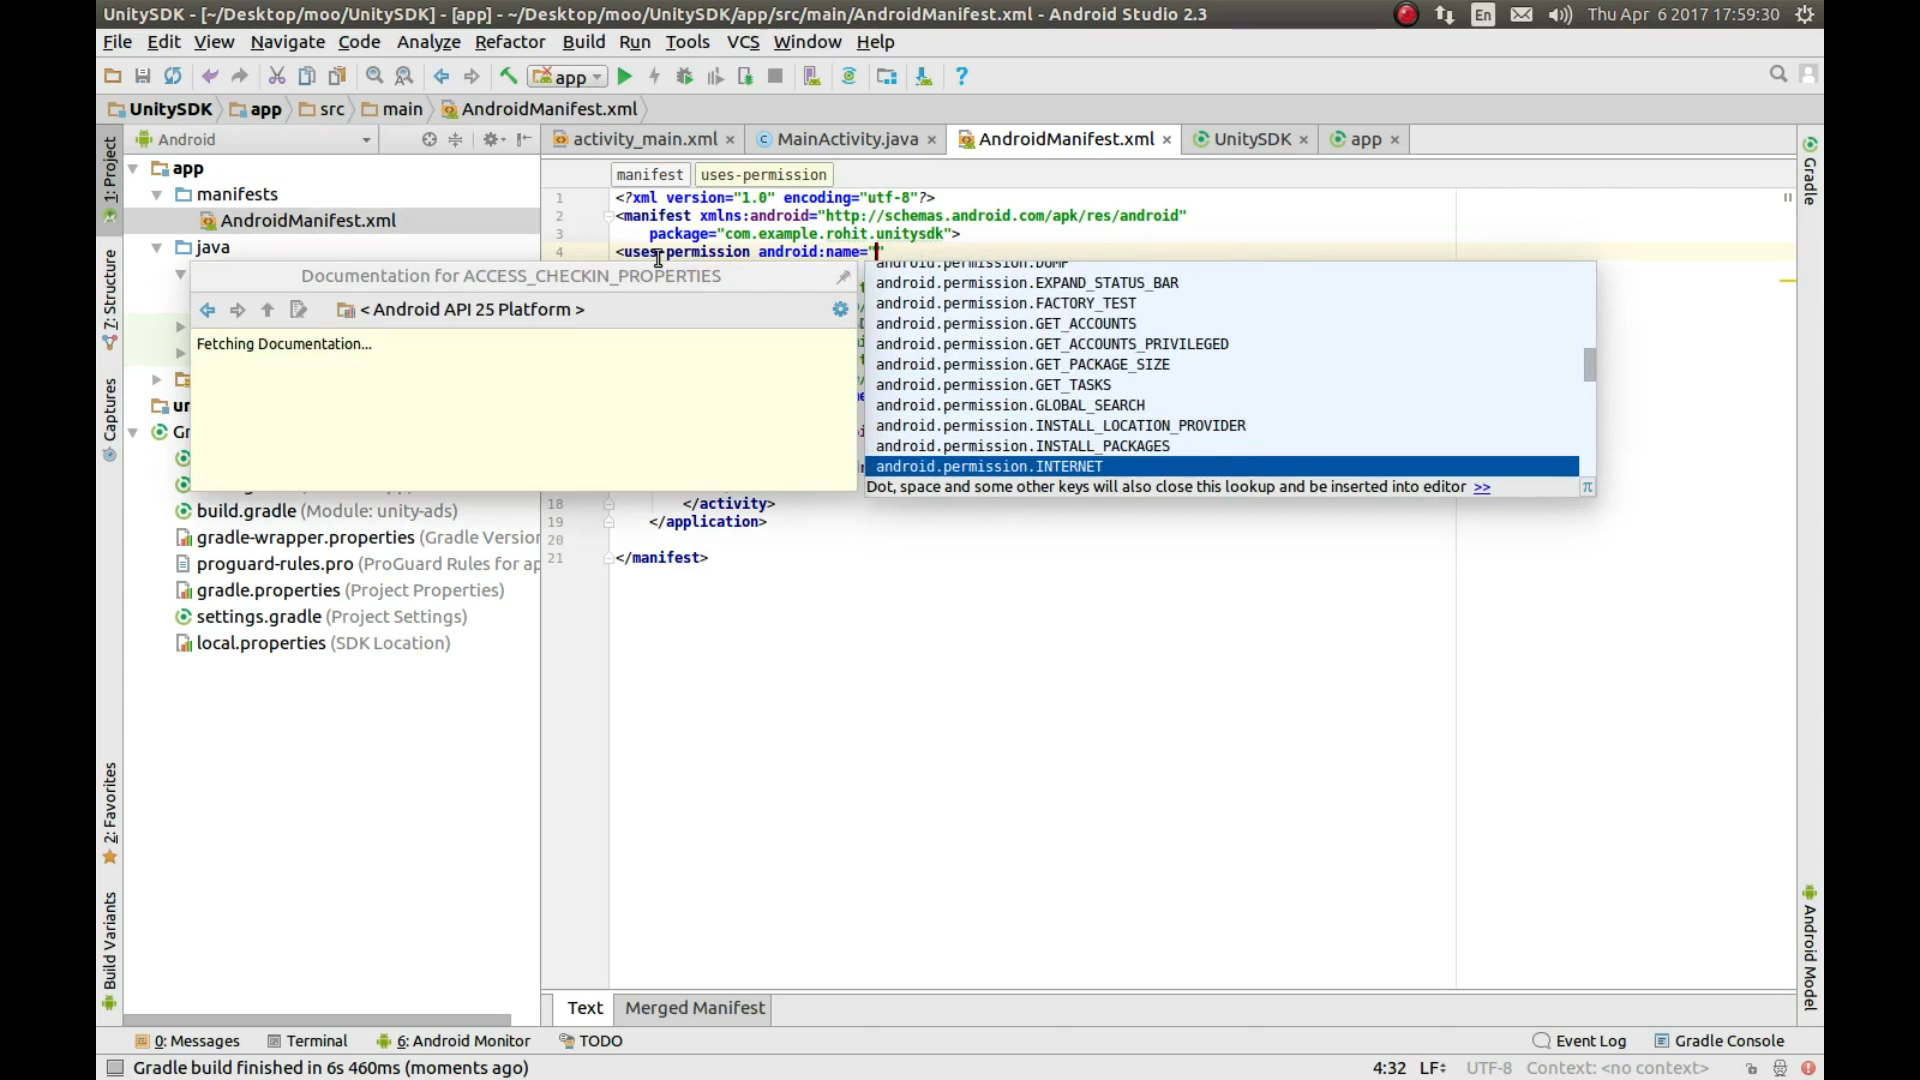 UnitySDK - [~/Desktop/moo/UnitySDK] - [app] - ~/Desktop/moo/UnitySDK/app/src/main/AndroidManifest.xml - Android Studio 2.3
En
Thu Apr 6 2017 17:59:30
File Edit View Navigate Code Analyze Refactor Build Run Tools VCS Window Help
app
UnitySDK app src main AndroidManifest.xml
Android
activity_main.xml MainActivity.java AndroidManifest.xml UnitySDK app
1: Project
7: Structure
Captures
2: Favorites
Build Variants
app
manifests
AndroidManifest.xml
java
ur
Gr
build.gradle (Module: unity-ads)
gradle-wrapper.properties (Gradle Version
proguard-rules.pro (ProGuard Rules for ap
gradle.properties (Project Properties)
settings.gradle (Project Settings)
local.properties (SDK Location)
manifest uses-permission
1 <?xml version="1.0" encoding="utf-8"?>
2 <manifest xmlns:android="http://schemas.android.com/apk/res/android"
3 package="com.example.rohit.unitysdk">
4 <uses-permission android:name=""
Documentation for ACCESS_CHECKIN_PROPERTIES
< Android API 25 Platform >
Fetching Documentation...
android.permission.DUMP
android.permission.EXPAND_STATUS_BAR
android.permission.FACTORY_TEST
android.permission.GET_ACCOUNTS
android.permission.GET_ACCOUNTS_PRIVILEGED
android.permission.GET_PACKAGE_SIZE
android.permission.GET_TASKS
android.permission.GLOBAL_SEARCH
android.permission.INSTALL_LOCATION_PROVIDER
android.permission.INSTALL_PACKAGES
android.permission.INTERNET
Dot, space and some other keys will also close this lookup and be inserted into editor >>
π
18 </activity>
19 </application>
20
21 </manifest>
Gradle
Android Model
Text Merged Manifest
0: Messages Terminal 6: Android Monitor TODO
Event Log Gradle Console
Gradle build finished in 6s 460ms (moments ago)
4:32 LF÷ UTF-8 Context: <no context>